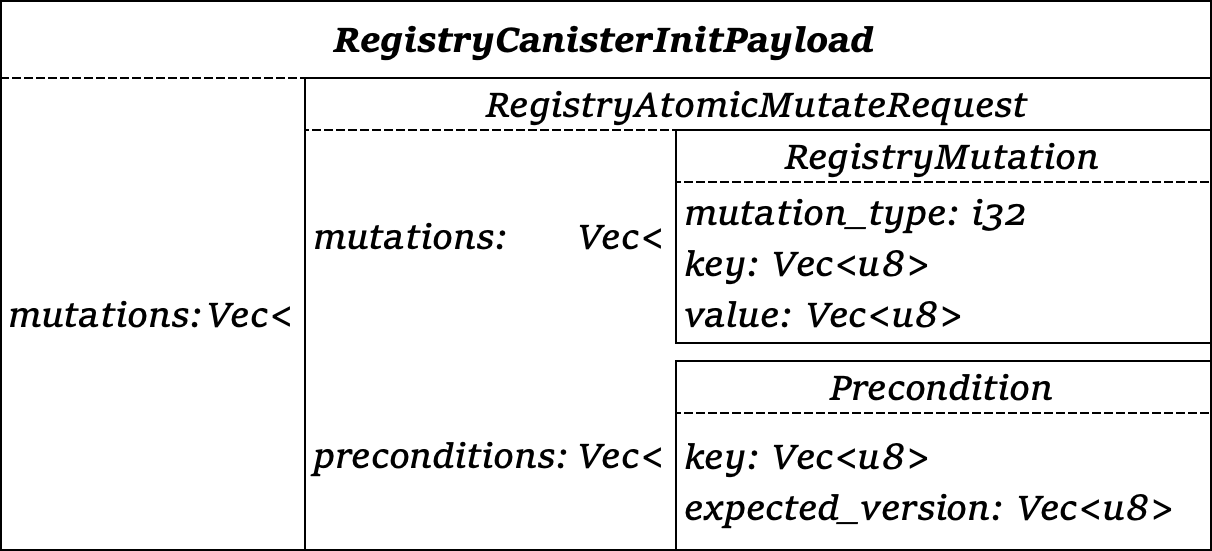 RegistryCanisterInitPayload
RegistryAtomicMutateRequest
RegistryMutation
mutation_type: i32
mutations: Vec<
key: Vec<u8>
value: Vec<u8>
mutations: Vec<
Precondition
preconditions: Vec<
key: Vec<u8>
expected_version: Vec<u8>